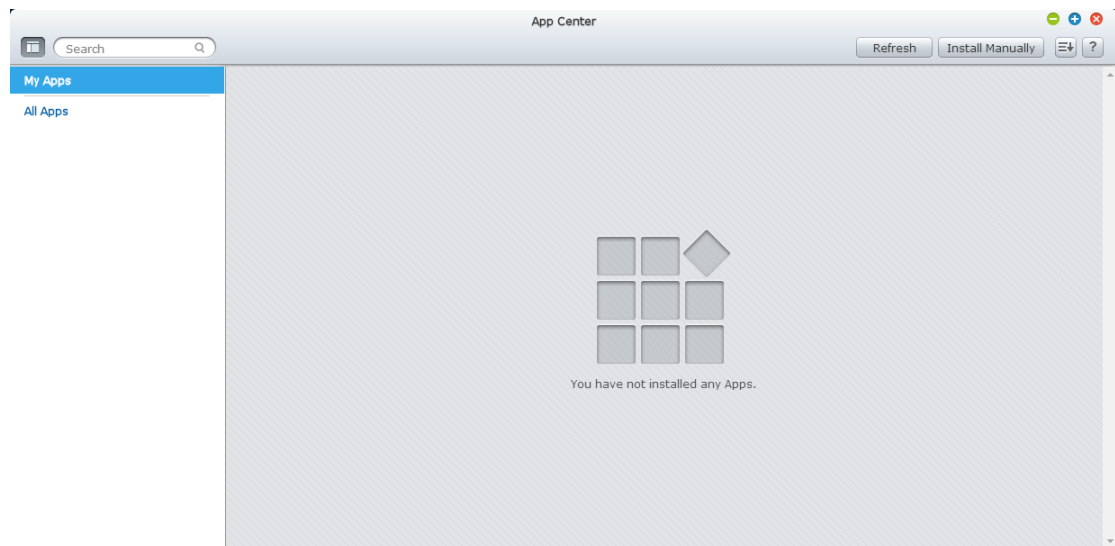 App Center
Search
Refresh
Install Manually
?
My Apps
All Apps
You have not installed any Apps.